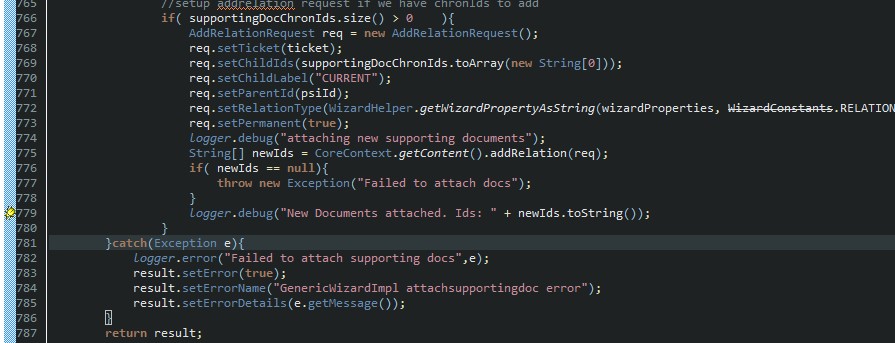 765 //setup addrelation request if we have chronIds to add
766 if( supportingDocChronIds.size() > 0    ){
767 AddRelationRequest req = new AddRelationRequest();
768 req.setTicket(ticket);
769 req.setChildIds(supportingDocChronIds.toArray(new String[0]));
770 req.setChildLabel("CURRENT");
771 req.setParentId(psiId);
772 req.setRelationType(WizardHelper.getWizardPropertyAsString(wizardProperties, WizardConstants.RELATION
773 req.setPermanent(true);
774 logger.debug("attaching new supporting documents");
775 String[] newIds = CoreContext.getContent().addRelation(req);
776 if( newIds == null){
777 throw new Exception("Failed to attach docs");
778 }
779 logger.debug("New Documents attached. Ids: " + newIds.toString());
780 }
781 }catch(Exception e){
782 logger.error("Failed to attach supporting docs",e);
783 result.setError(true);
784 result.setErrorName("GenericWizardImpl attachsupportingdoc error");
785 result.setErrorDetails(e.getMessage());
786 }
787 return result;